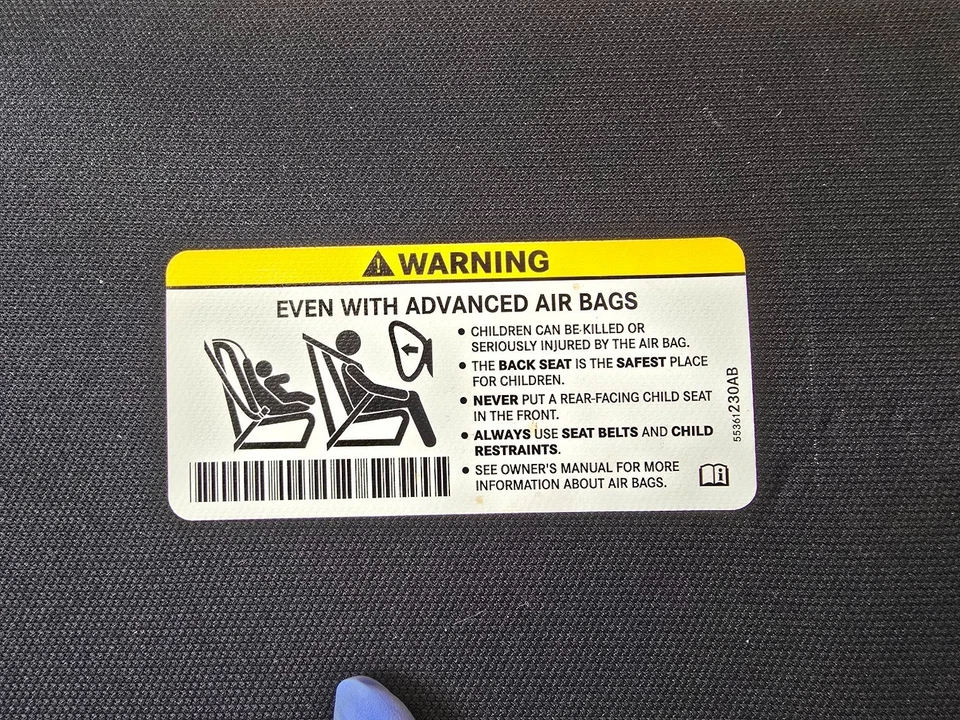 WARNING
EVEN WITH ADVANCED AIR BAGS
• CHILDREN CAN BE KILLED OR
SERIOUSLY INJURED BY THE AIR BAG.
• THE BACK SEAT IS THE SAFEST PLACE
FOR CHILDREN.
• NEVER PUT A REAR-FACING CHILD SEAT
IN THE FRONT.
• ALWAYS USE SEAT BELTS AND CHILD
RESTRAINTS.
• SEE OWNER'S MANUAL FOR MORE
INFORMATION ABOUT AIR BAGS.
55361230AB